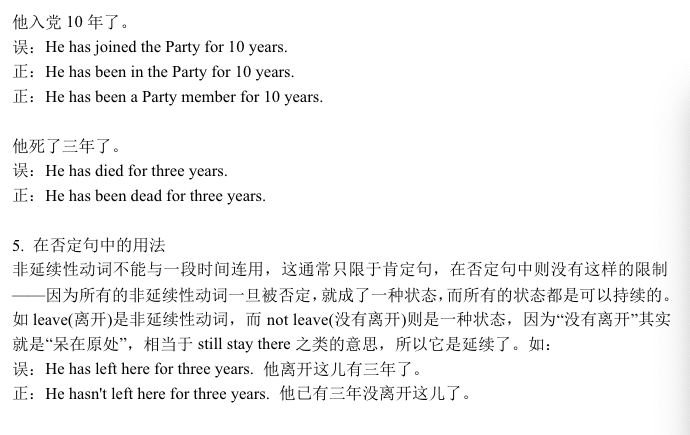 他入党 10 年了。
误：He has joined the Party for 10 years.
正：He has been in the Party for 10 years.
正：He has been a Party member for 10 years.
他死了三年了。
误：He has died for three years.
正：He has been dead for three years.
5. 在否定句中的用法
非延续性动词不能与一段时间连用，这通常只限于肯定句，在否定句中则没有这样的限制
——因为所有的非延续性动词一旦被否定，就成了一种状态，而所有的状态都是可以持续的。
如 leave(离开)是非延续性动词，而 not leave(没有离开)则是一种状态，因为“没有离开”其实
就是“呆在原处”，相当于 still stay there 之类的意思，所以它是延续了。如：
误：He has left here for three years. 他离开这儿有三年了。
正：He hasn't left here for three years. 他已有三年没离开这儿了。